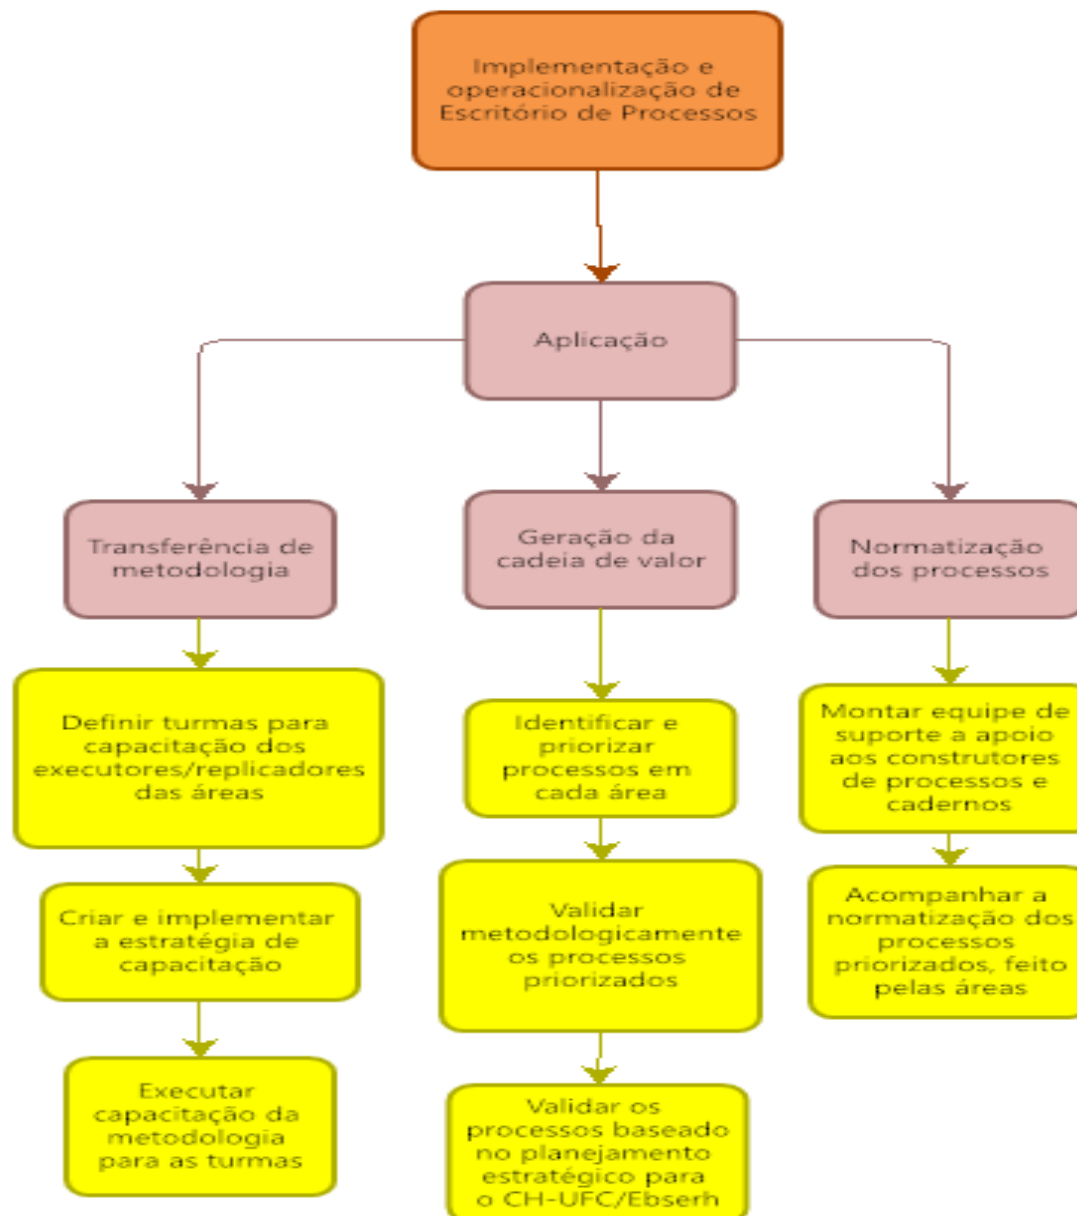 Implementação e
operacionalização de
Escritório de Processos
Aplicação
Transferência de
metodologia
Geração da
cadeia de valor
Normatização
dos processos
Definir turmas para
capacitação dos
executores/replicadores
das áreas
Identificar e
priorizar
processos em
cada área
Montar equipe de
suporte a apoio
aos construtores
de processos e
cadernos
Criar e implementar
a estratégia de
capacitação
Validar
metodologicamente
os processos
priorizados
Acompanhar a
normatização dos
processos
priorizados, feito
pelas áreas
Executar
capacitação da
metodologia
para as turmas
Validar os
processos baseado
no planejamento
estratégico para
o CH-UFC/Ebserh